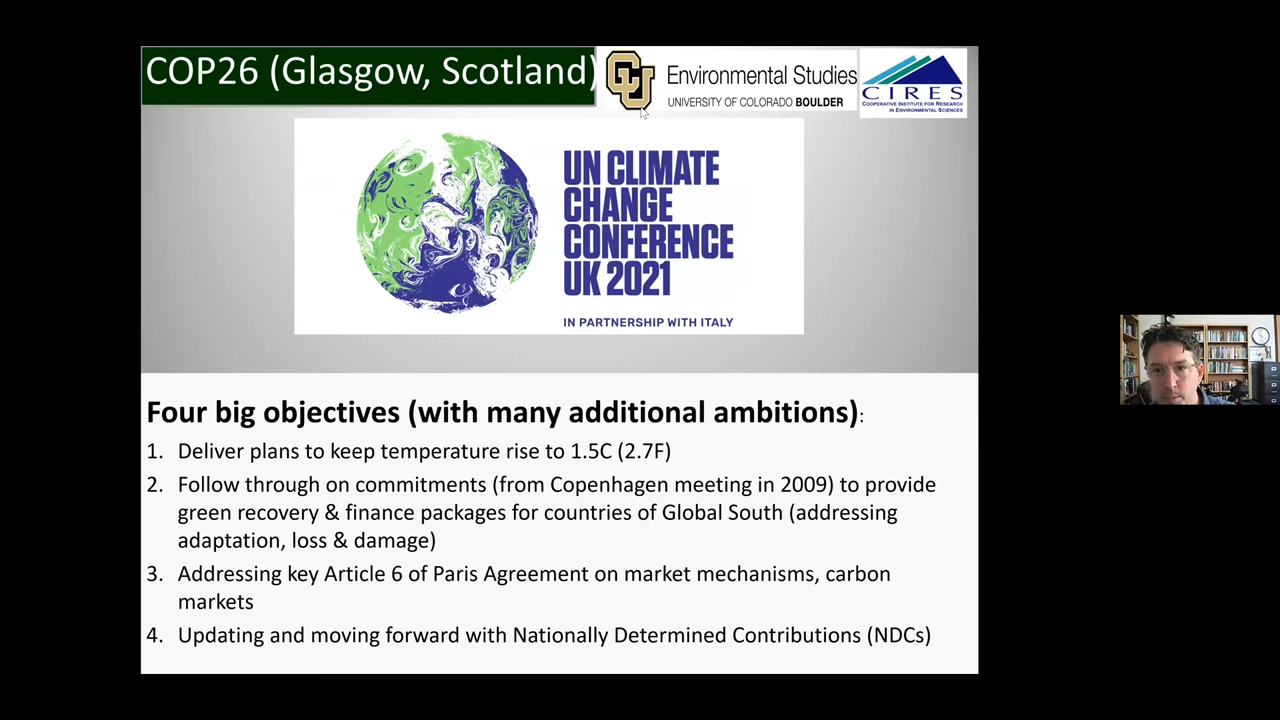 COP26 (Glasgow, Scotland)
CU
Environmental Studies
UNIVERSITY OF COLORADO BOULDER
CIRES
COOPERATIVE INSTITUTE FOR RESEARCH
IN ENVIRONMENTAL SCIENCES
UN CLIMATE
CHANGE
CONFERENCE
UK 2021
IN PARTNERSHIP WITH ITALY
Four big objectives (with many additional ambitions):
1. Deliver plans to keep temperature rise to 1.5C (2.7F)
2. Follow through on commitments (from Copenhagen meeting in 2009) to provide
green recovery & finance packages for countries of Global South (addressing
adaptation, loss & damage)
3. Addressing key Article 6 of Paris Agreement on market mechanisms, carbon
markets
4. Updating and moving forward with Nationally Determined Contributions (NDCs)